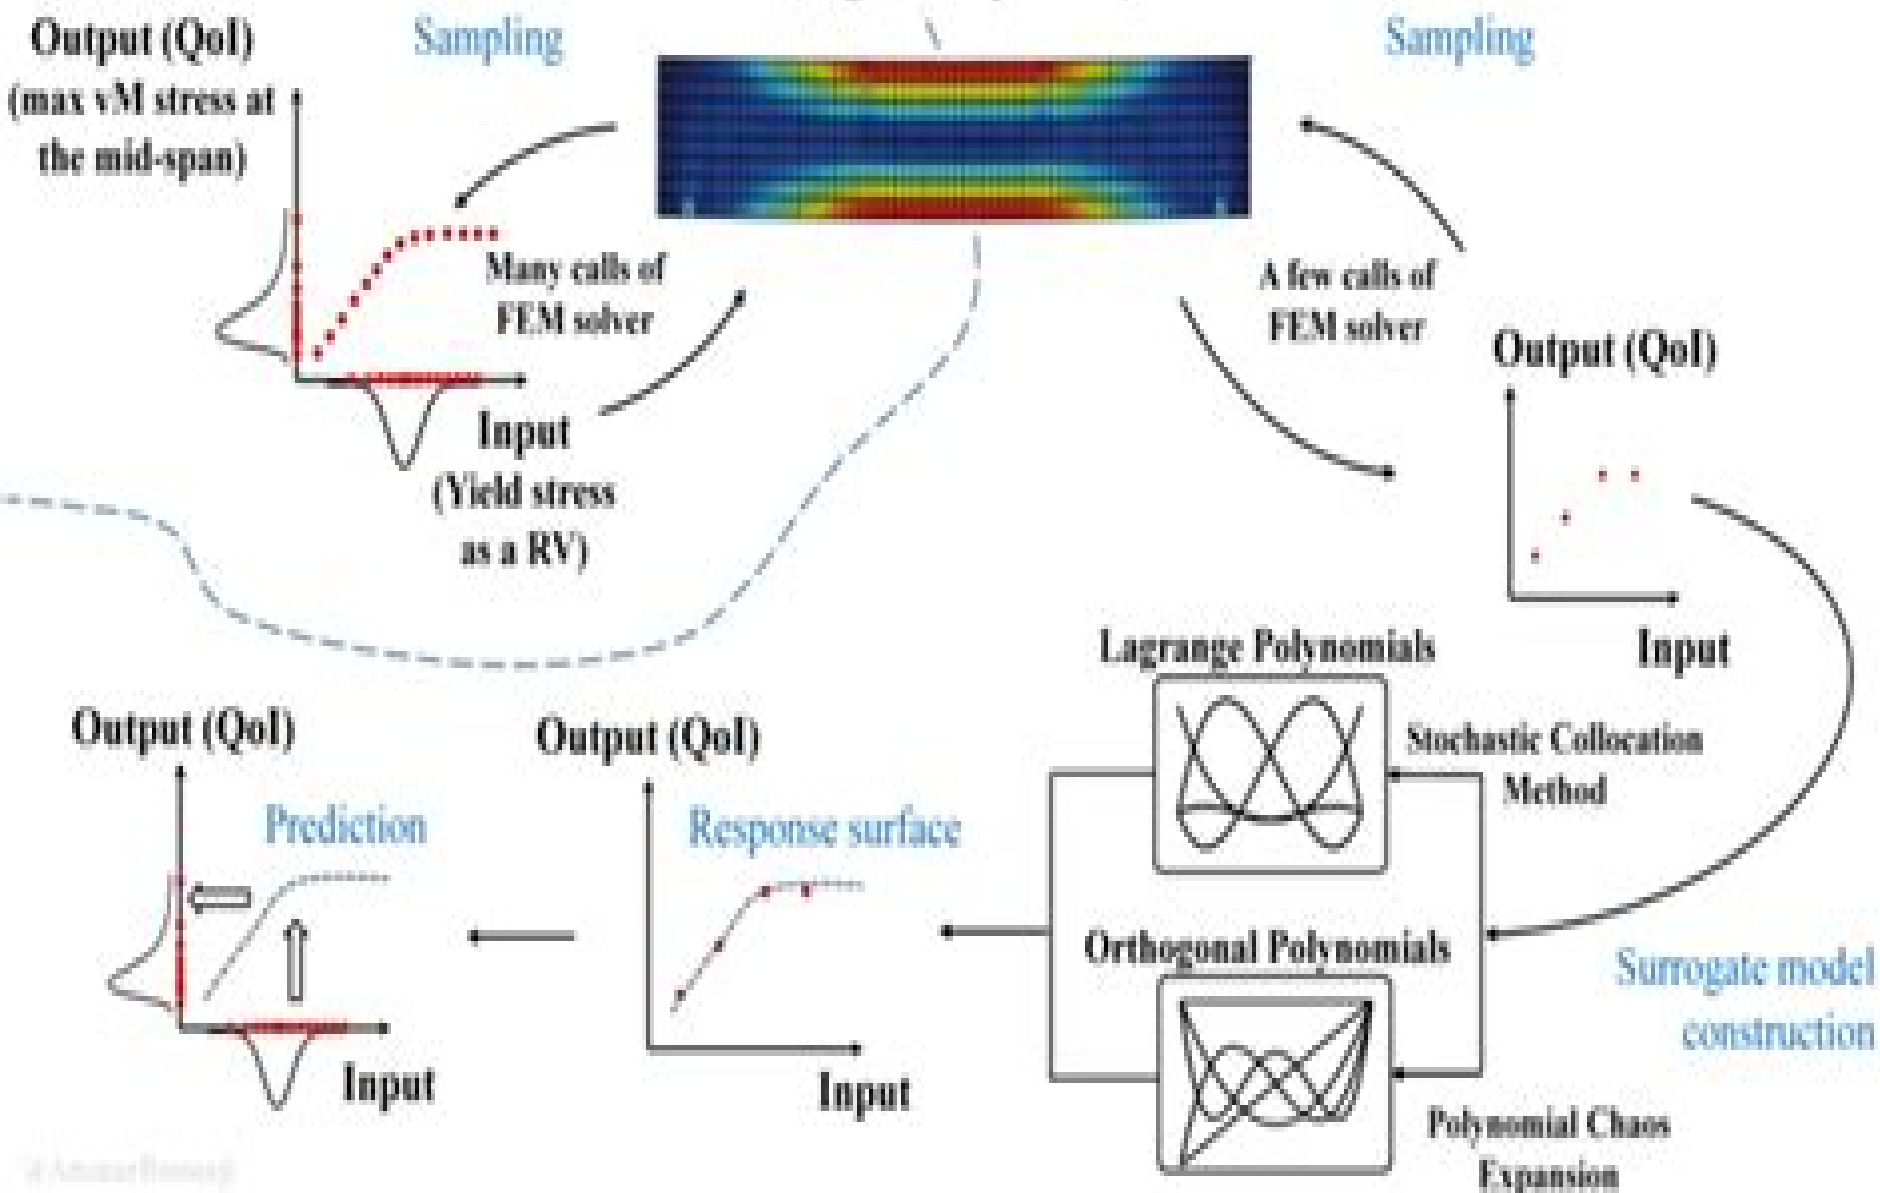 Output (QoI)
(max vM stress at
the mid-span)
Sampling
Sampling
Many calls of
FEM solver
Input
(Yield stress
as a RV)
A few calls of
FEM solver
Output (QoI)
Input
Lagrange Polynomials
Stochastic Collocation
Method
Orthogonal Polynomials
Polynomial Chaos
Expansion
Surrogate model
construction
Output (QoI)
Response surface
Input
Output (QoI)
Prediction
Input